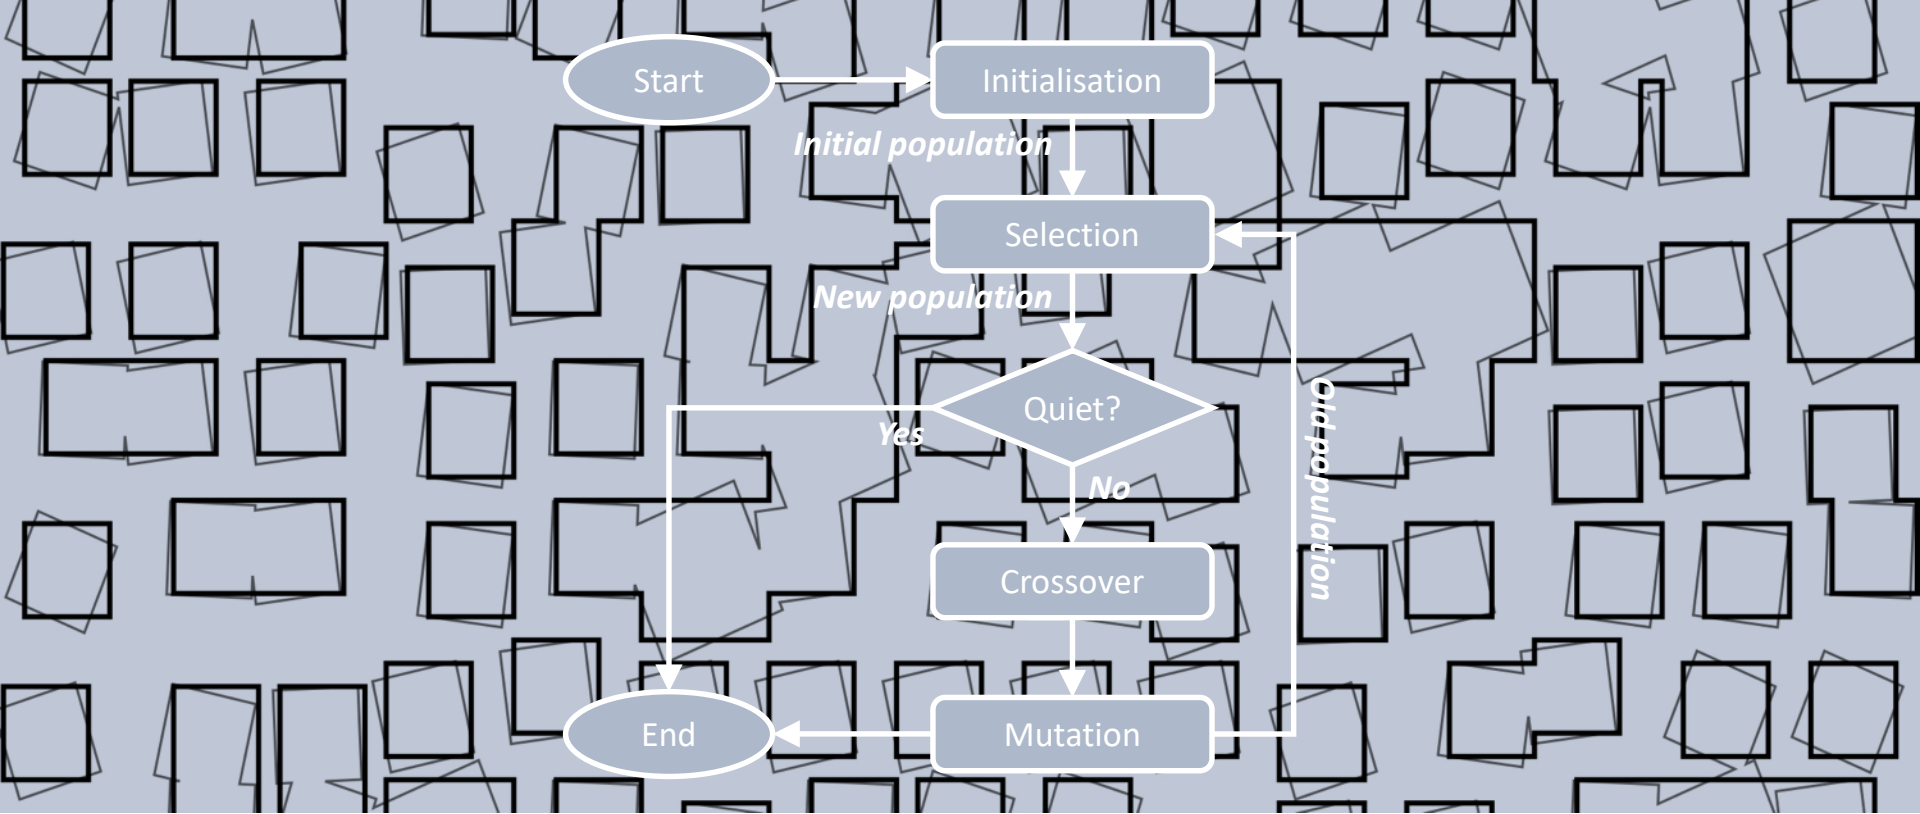 Start
Initialisation
Initial population
Selection
New population
Quiet?
Yes
No
Old population
Crossover
Mutation
End